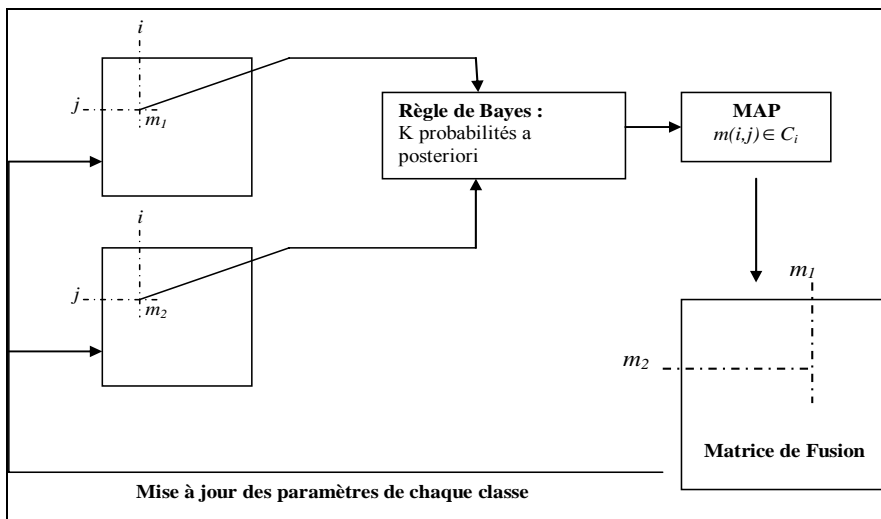 i
j
m1
Règle de Bayes :
K probabilités a
posteriori
MAP
m(i,j) ∈ Ci
i
j
m2
m1
m2
Matrice de Fusion
Mise à jour des paramètres de chaque classe